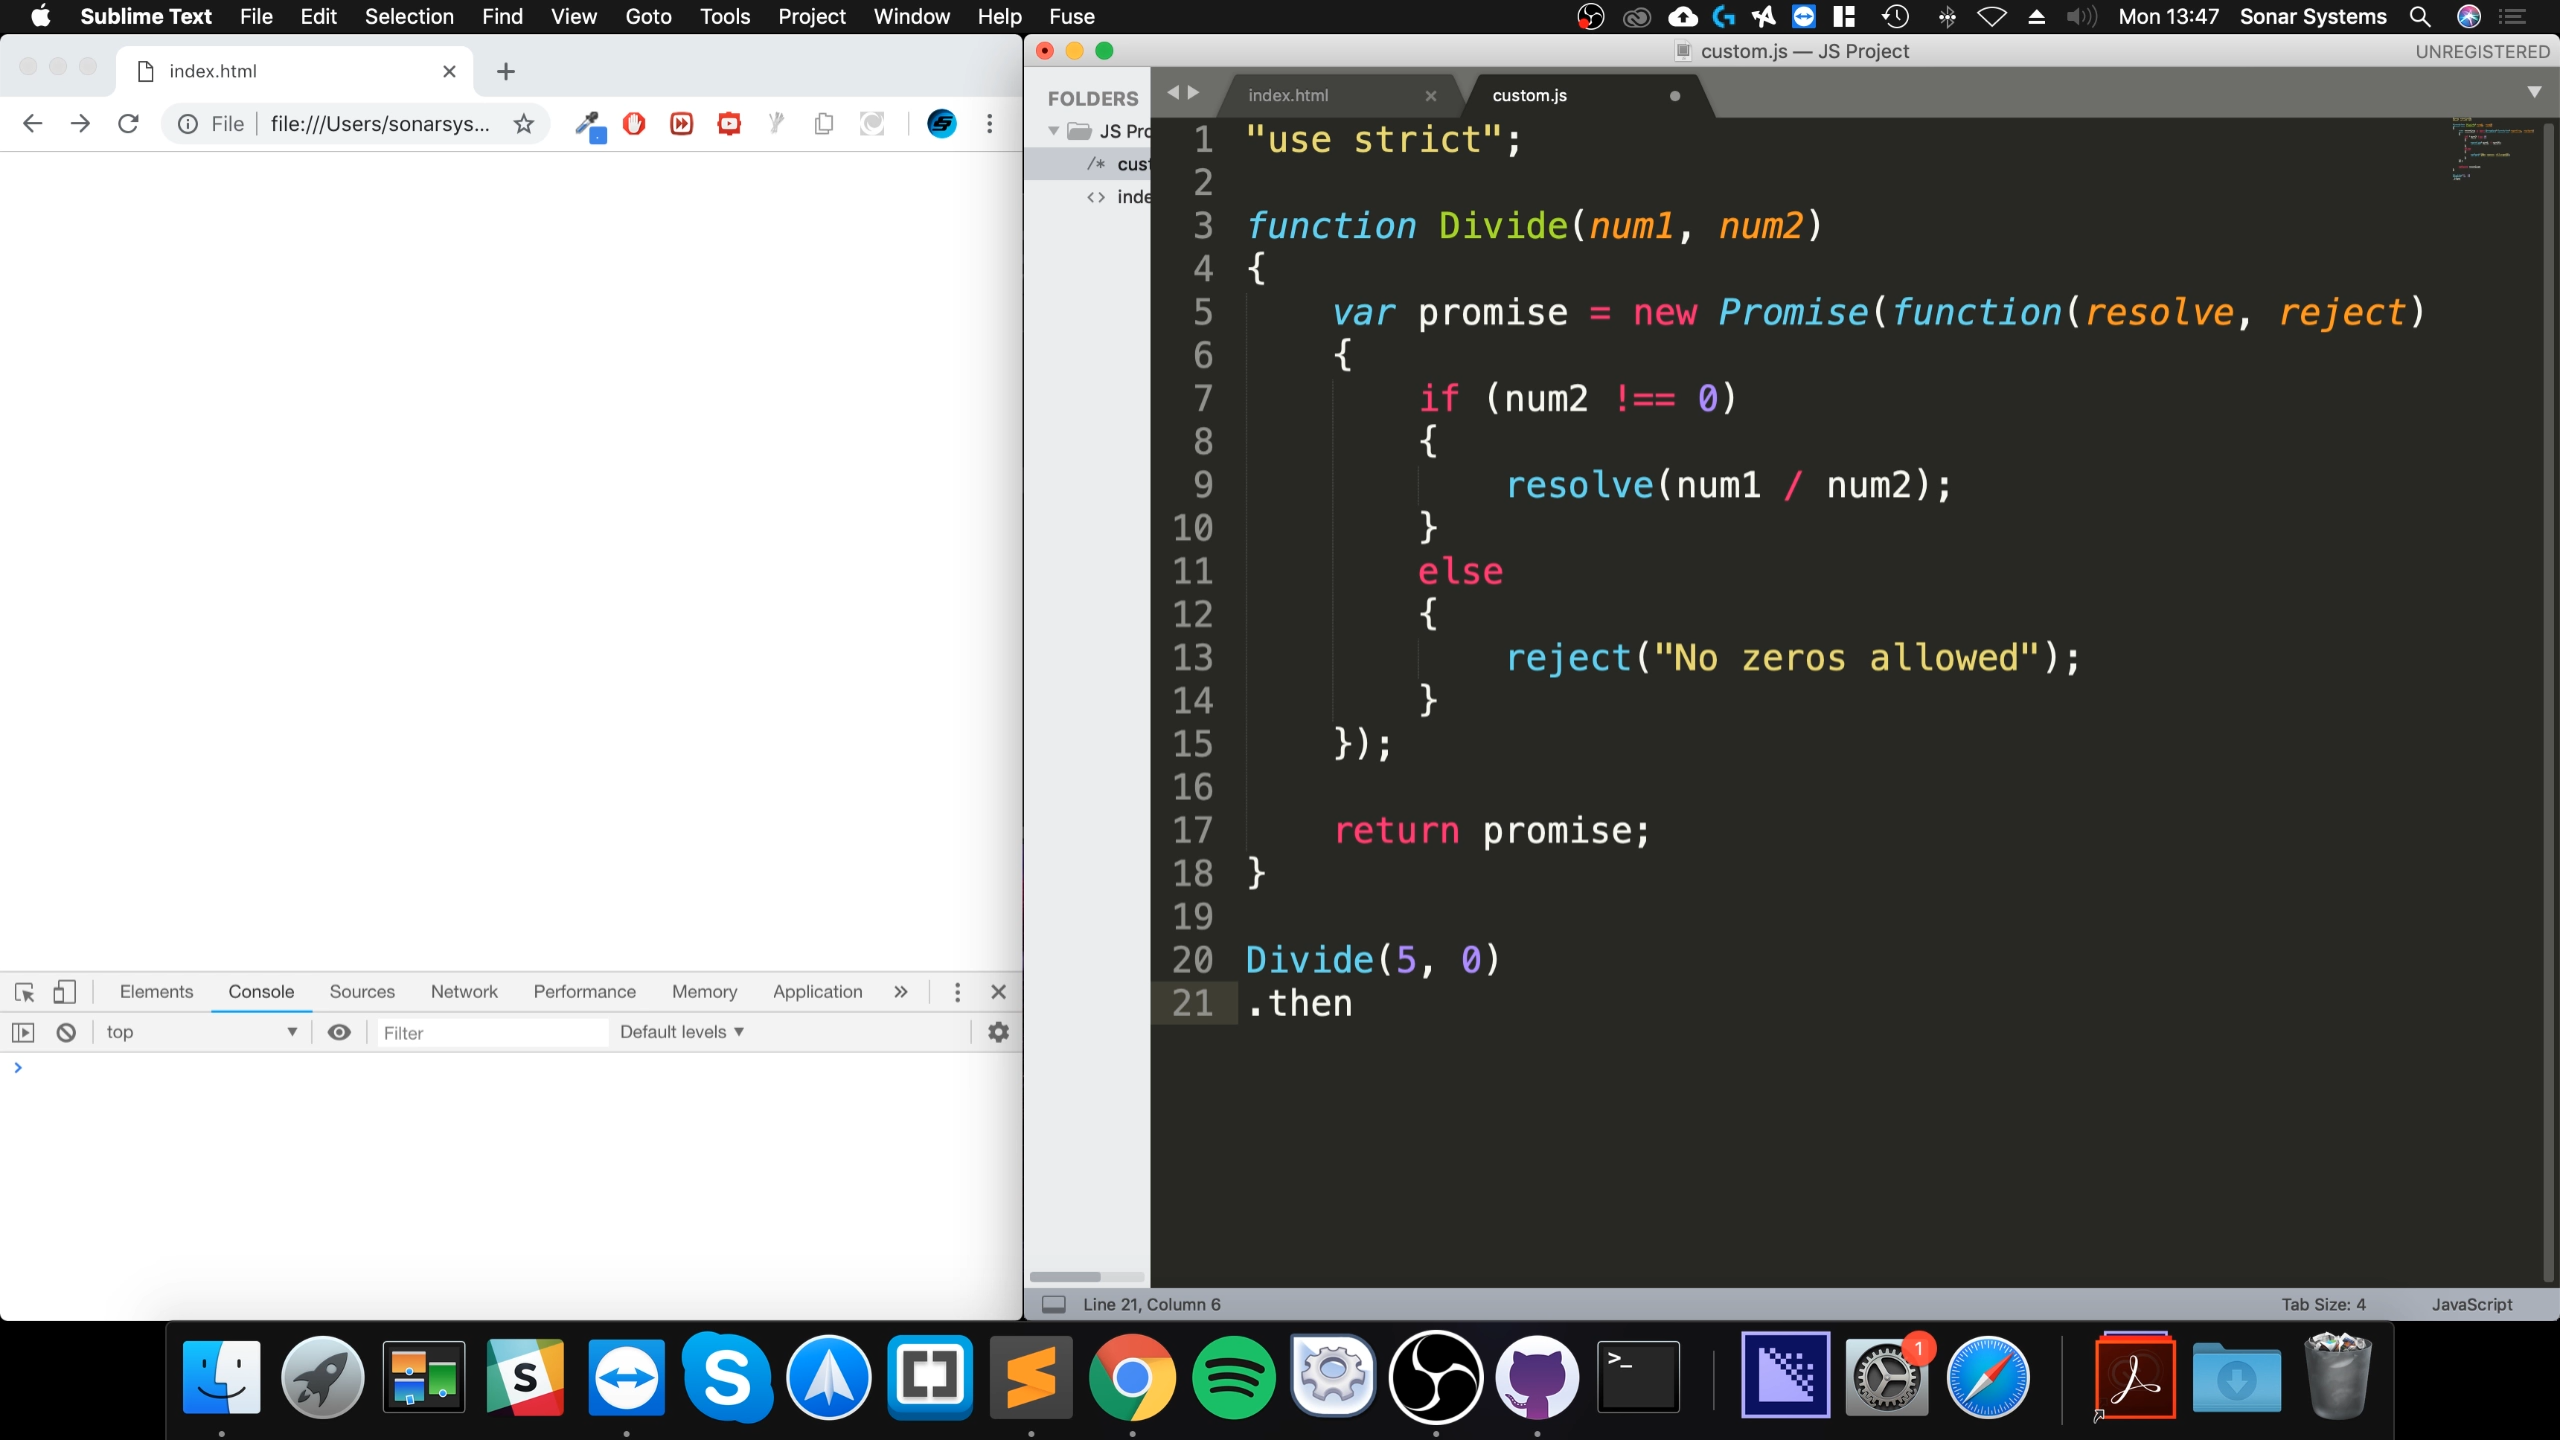 Sublime Text File Edit Selection Find View Goto Tools Project Window Help Fuse Mon 13:47 Sonar Systems
index.html
File file:///Users/sonarsys...
Elements Console Sources Network Performance Memory Application »
top Filter Default levels
custom.js — JS Project UNREGISTERED
FOLDERS
JS Pro
/* cust
<> inde
index.html custom.js
1 "use strict";
2
3 function Divide(num1, num2)
4 {
5 var promise = new Promise(function(resolve, reject)
6 {
7 if (num2 !== 0)
8 {
9 resolve(num1 / num2);
10 }
11 else
12 {
13 reject("No zeros allowed");
14 }
15 });
16
17 return promise;
18 }
19
20 Divide(5, 0)
21 .then
Line 21, Column 6 Tab Size: 4 JavaScript
S
S
>_
1